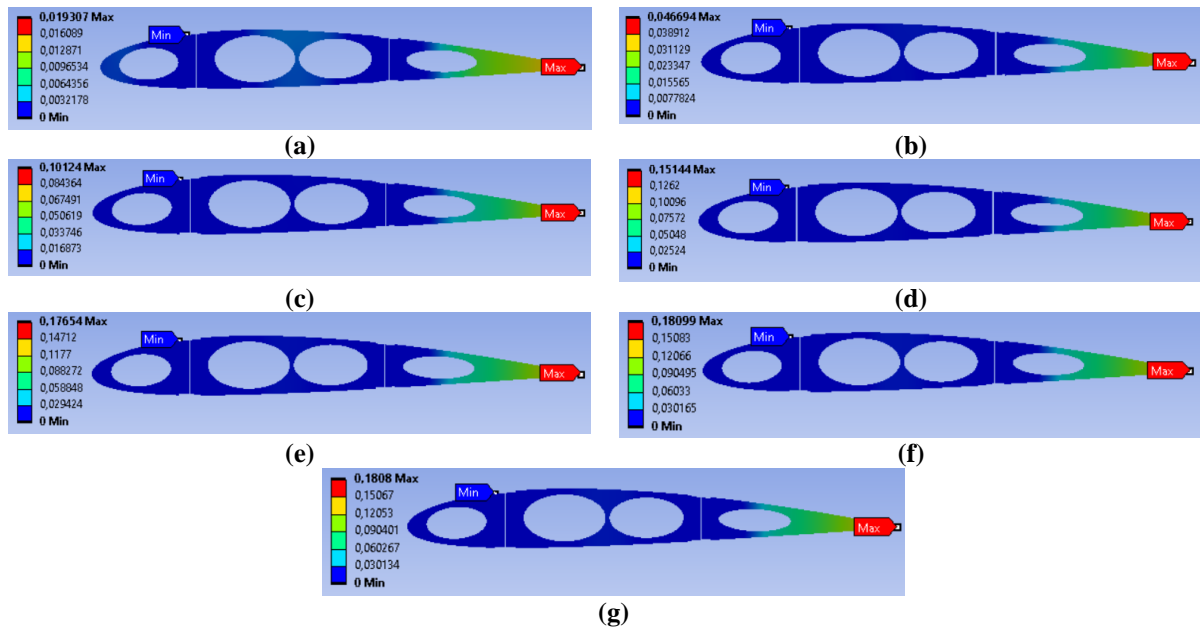 0,019307 Max
0,016089
0,012871
0,0096534
0,0064356
0,0032178
0 Min
Min
Max
(a)
0,046694 Max
0,038912
0,031129
0,023347
0,015565
0,0077824
0 Min
Min
Max
(b)
0,10124 Max
0,084364
0,067491
0,050619
0,033746
0,016873
0 Min
Min
Max
(c)
0,15144 Max
0,1262
0,10096
0,07572
0,05048
0,02524
0 Min
Min
Max
(d)
0,17654 Max
0,14712
0,1177
0,088272
0,058848
0,029424
0 Min
Min
Max
(e)
0,18099 Max
0,15083
0,12066
0,090495
0,06033
0,030165
0 Min
Min
Max
(f)
0,1808 Max
0,15067
0,12053
0,090401
0,060267
0,030134
0 Min
Min
Max
(g)